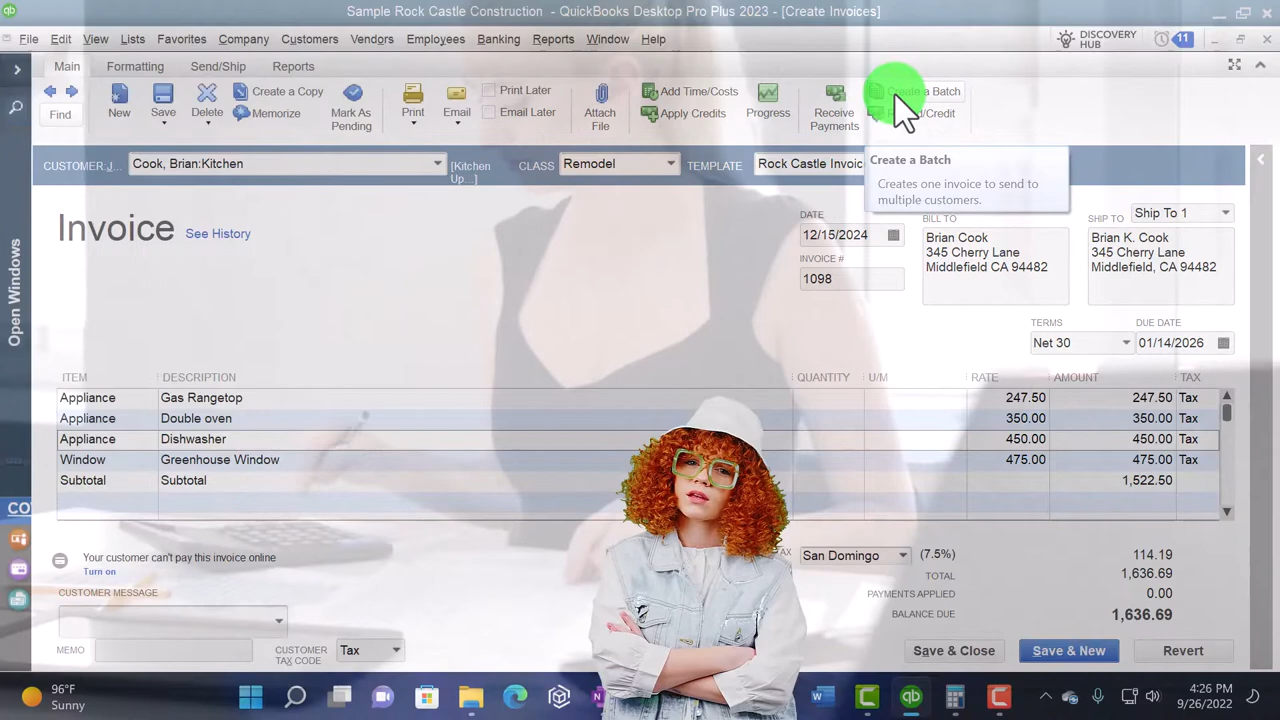 Sample Rock Castle Construction - QuickBooks Desktop Pro Plus 2023 - [Create Invoices]
File Edit View Lists Favorites Company Customers Vendors Employees Banking Reports Window Help
DISCOVERY HUB
11
Main Formatting Send/Ship Reports
Find
New
Save
Delete
Create a Copy
Memorize
Mark As Pending
Print
Email
Print Later
Email Later
Attach File
Add Time/Costs
Apply Credits
Progress
Receive Payments
Create a Batch
/Credit
CUSTOMER:J...
Cook, Brian:Kitchen
[Kitchen Up...]
CLASS
Remodel
TEMPLATE
Rock Castle Invoic
Create a Batch
Creates one invoice to send to
multiple customers.
Open Windows
Invoice
See History
DATE
12/15/2024
INVOICE #
1098
BILL TO
Brian Cook
345 Cherry Lane
Middlefield CA 94482
SHIP TO
Ship To 1
Brian K. Cook
345 Cherry Lane
Middlefield, CA 94482
TERMS
Net 30
DUE DATE
01/14/2026
ITEM DESCRIPTION QUANTITY U/M RATE AMOUNT TAX
Appliance Gas Rangetop 247.50 247.50 Tax
Appliance Double oven 350.00 350.00 Tax
Appliance Dishwasher 450.00 450.00 Tax
Window Greenhouse Window 475.00 475.00 Tax
Subtotal Subtotal 1,522.50
CO
Your customer can't pay this invoice online
Turn on
CUSTOMER MESSAGE
MEMO
CUSTOMER TAX CODE
Tax
AX San Domingo (7.5%) 114.19
TOTAL 1,636.69
PAYMENTS APPLIED 0.00
BALANCE DUE 1,636.69
Save & Close
Save & New
Revert
96°F
Sunny
4:26 PM
9/26/2022